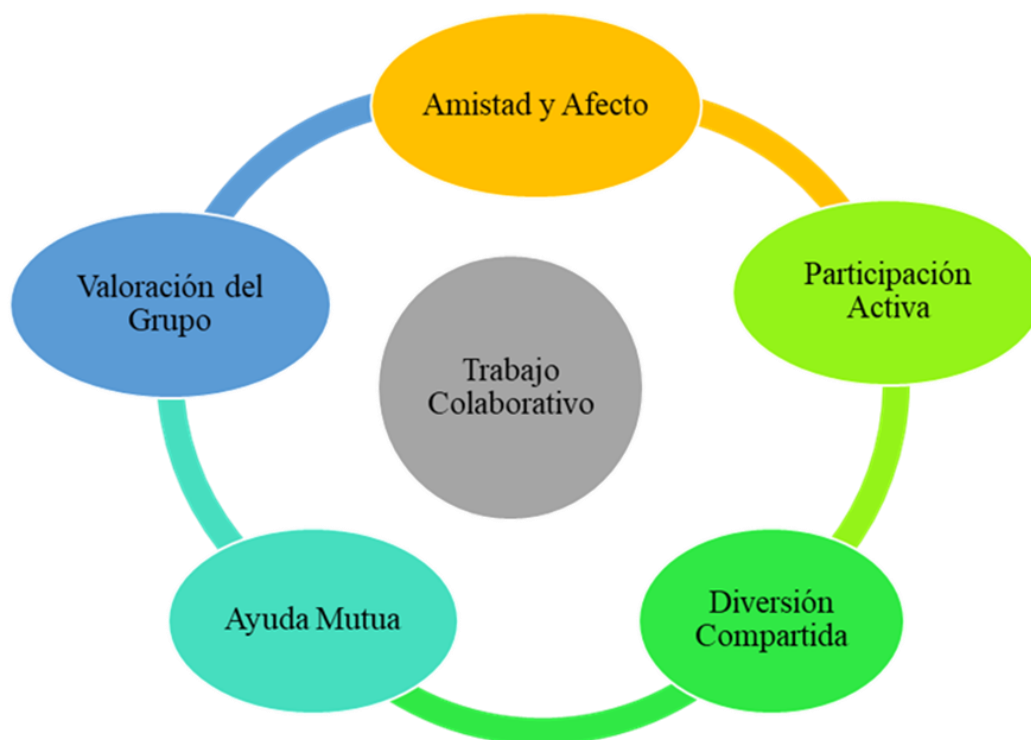 Amistad y Afecto
Participación
Activa
Diversión
Compartida
Ayuda Mutua
Valoración del
Grupo
Trabajo
Colaborativo